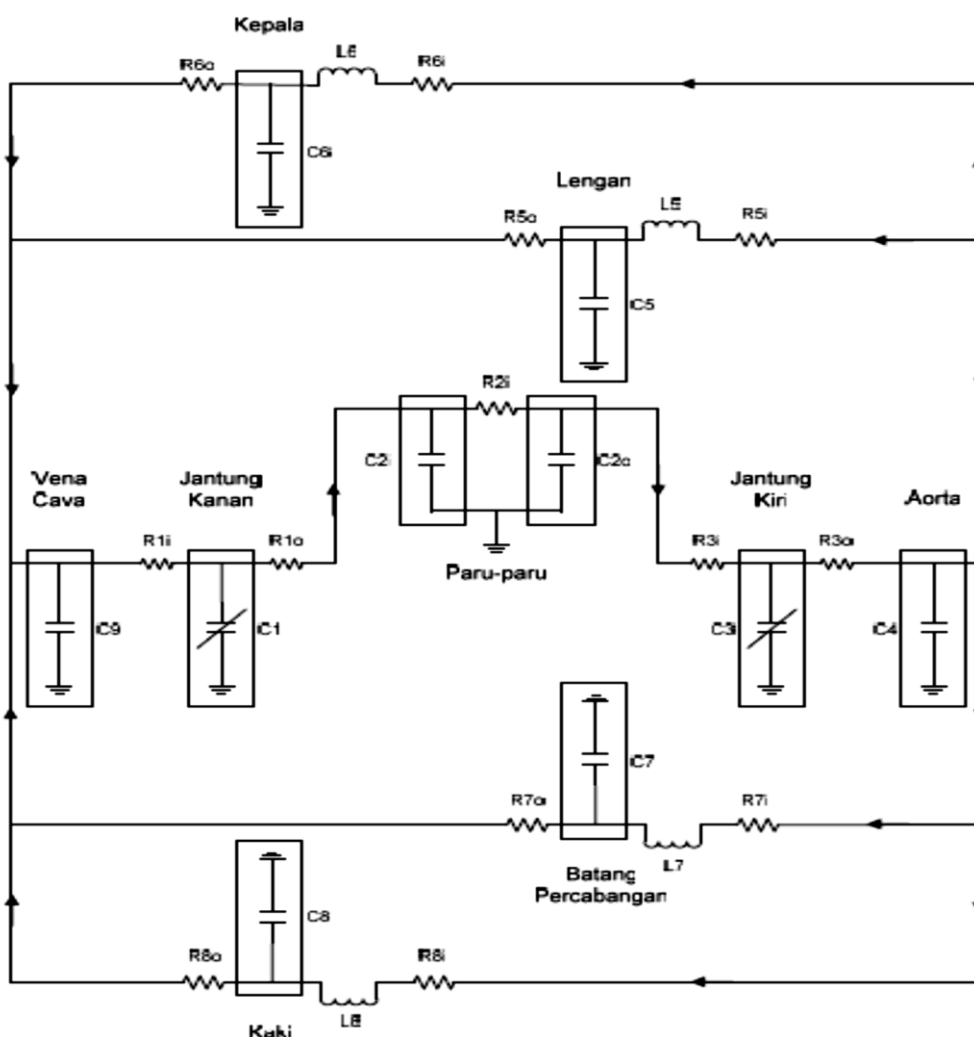 Kepala
R6o
L6
R6i
C6i
Lengan
R5o
L5
R5i
C5
R2i
C2i
C2o
Vena
Cava
Jantung
Kanan
Jantung
Kiri
Aorta
R1i
R1o
Paru-paru
R3i
R3o
C9
C1
C3
C4
C7
R7o
R7i
L7
Batang
Percabangan
C8
R8o
R8i
L8
Kaki